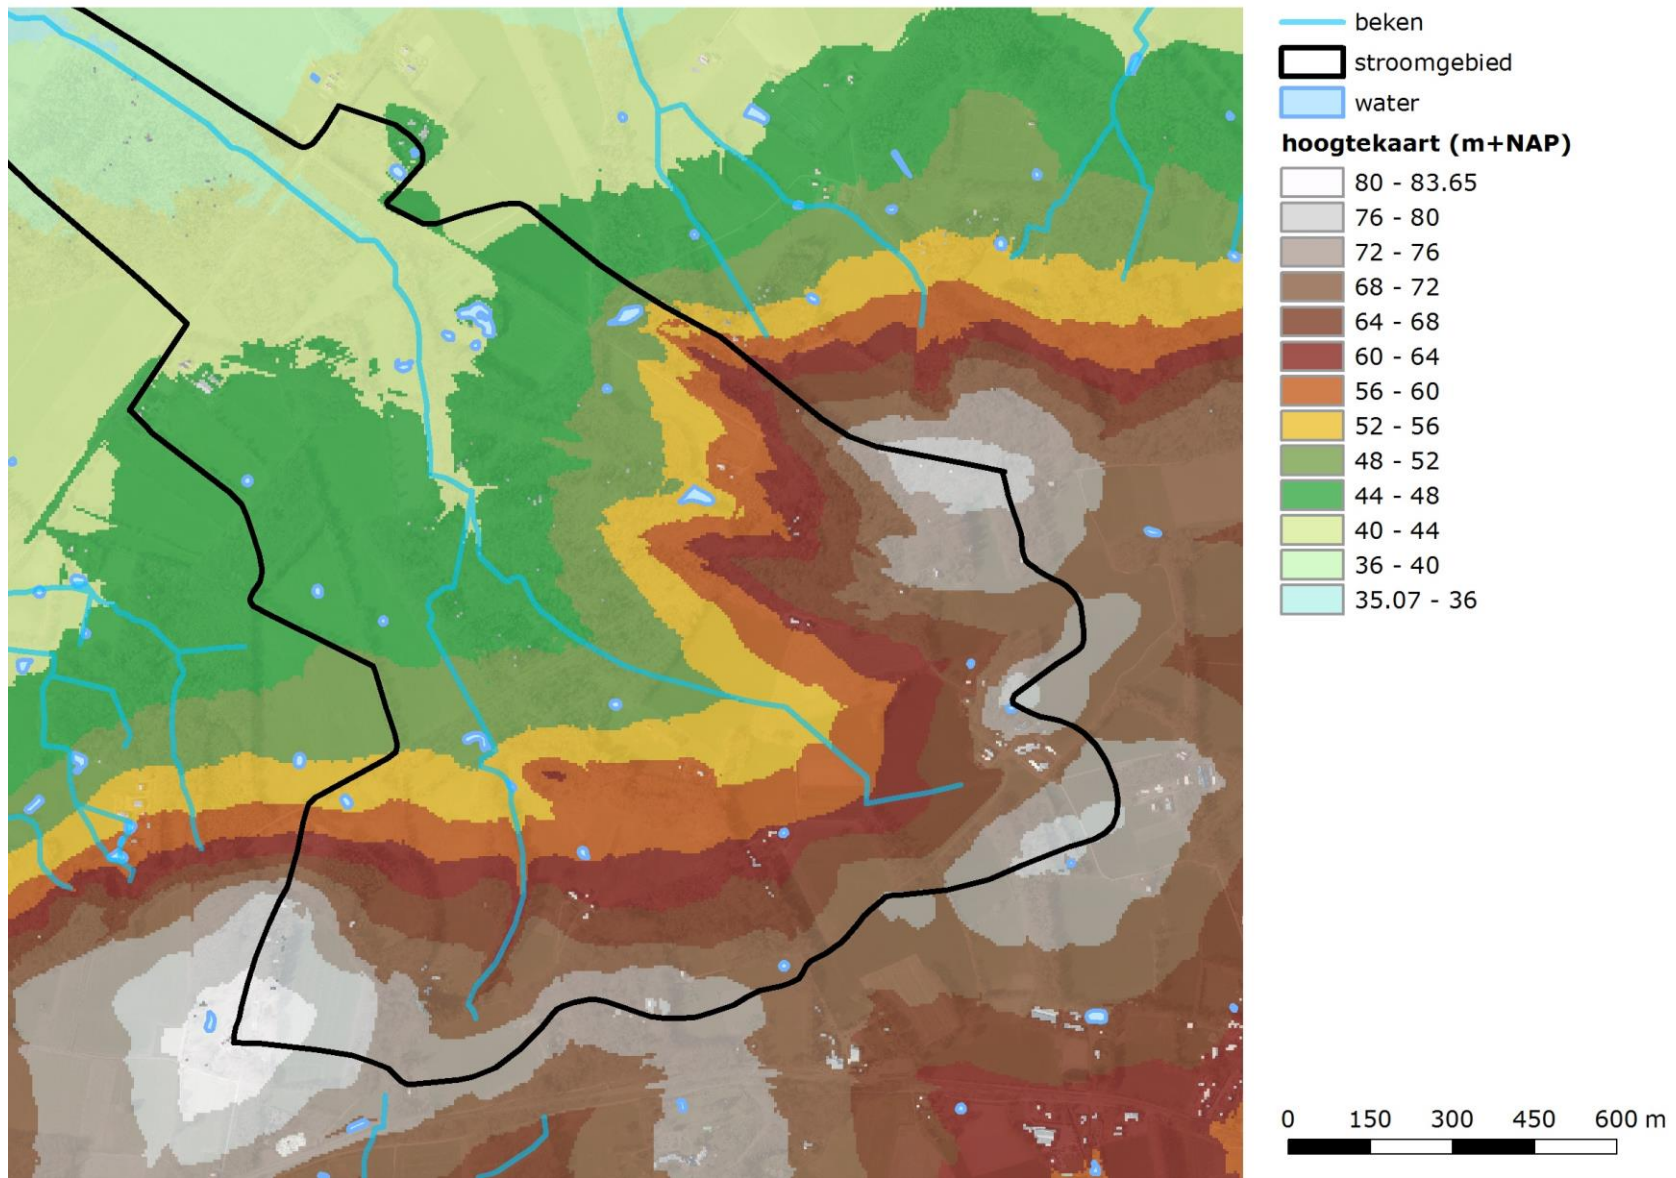 beken
stroomgebied
water
hoogtekaart (m+NAP)
80 - 83.65
76 - 80
72 - 76
68 - 72
64 - 68
60 - 64
56 - 60
52 - 56
48 - 52
44 - 48
40 - 44
36 - 40
35.07 - 36
0 150 300 450 600 m